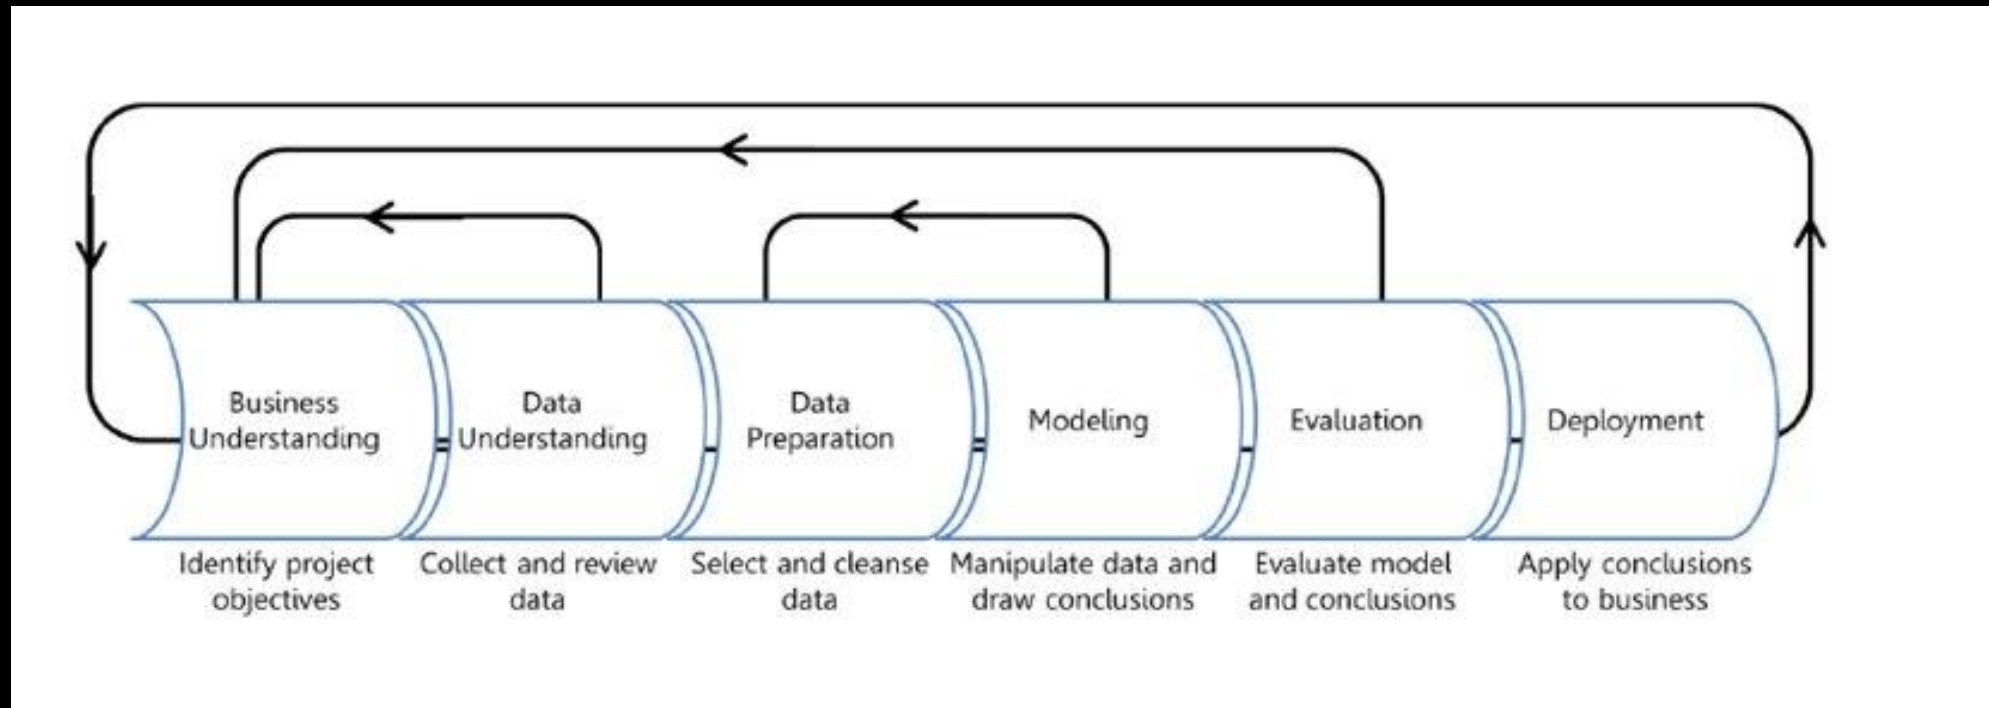 Business
Understanding
Data
Understanding
Data
Preparation
Modeling
Evaluation
Deployment
Identify project
objectives
Collect and review
data
Select and cleanse
data
Manipulate data and
draw conclusions
Evaluate model
and conclusions
Apply conclusions
to business